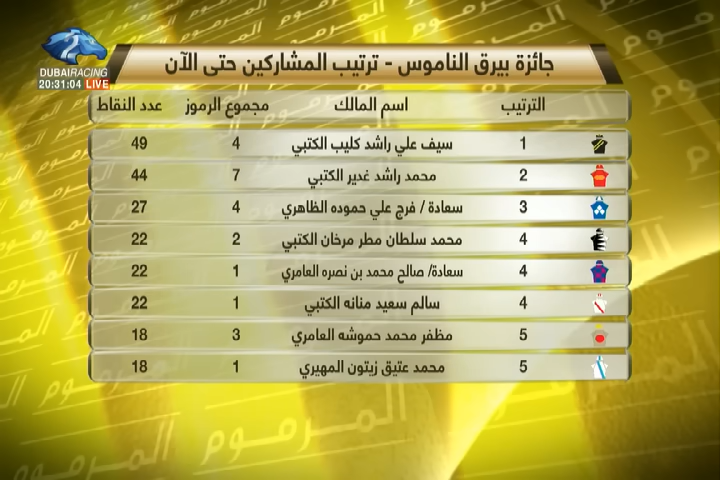 DUBAI RACING
20:31:04 LIVE
جائزة بيرق الناموس - ترتيب المشاركين حتى الآن
الترتيب اسم المالك مجموع الرموز عدد النقاط
1 سيف علي راشد كليب الكتبي 4 49
2 محمد راشد غدير الكتبي 7 44
3 سعادة / فرج علي حموده الظاهري 4 27
4 محمد سلطان مطر مرخان الكتبي 2 22
4 سعادة/ صالح محمد بن نصره العامري 1 22
4 سالم سعيد منانه الكتبي 1 22
5 مظفر محمد حموشه العامري 3 18
5 محمد عتيق زيتون المهيري 1 18
المرموم